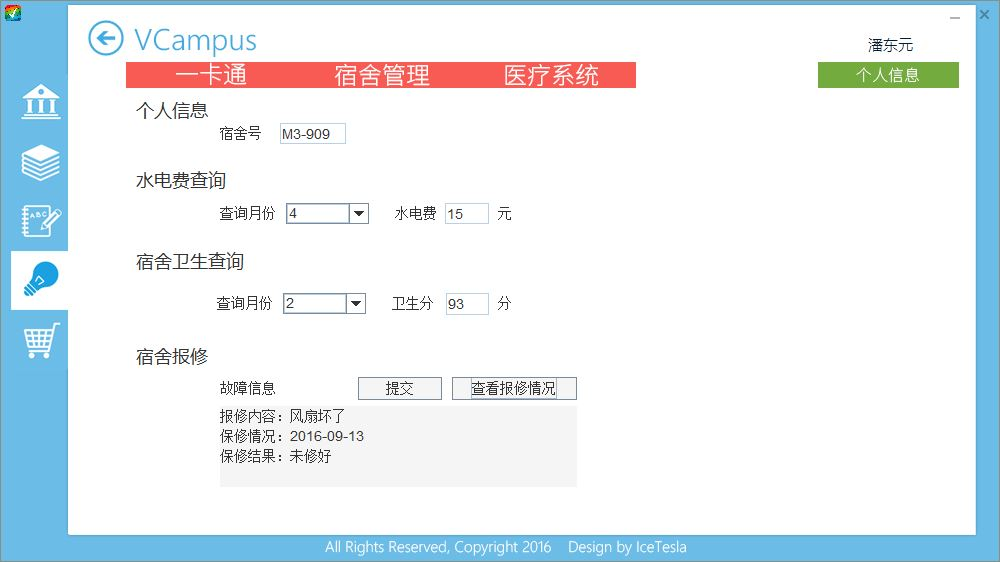 VCampus
潘东元
一卡通 宿舍管理 医疗系统
个人信息
个人信息
宿舍号 M3-909
水电费查询
查询月份 4 水电费 15 元
宿舍卫生查询
查询月份 2 卫生分 93 分
宿舍报修
故障信息 提交 查看报修情况
报修内容：风扇坏了
保修情况：2016-09-13
保修结果：未修好
All Rights Reserved, Copyright 2016 Design by IceTesla
ABC